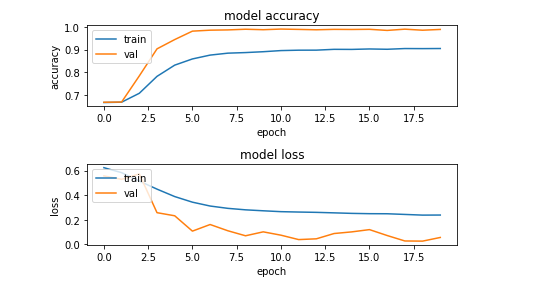 model accuracy
1.0
0.9
0.8
0.7
accuracy
train
val
0.0 2.5 5.0 7.5 10.0 12.5 15.0 17.5
epoch
model loss
0.6
0.4
0.2
0.0
loss
train
val
0.0 2.5 5.0 7.5 10.0 12.5 15.0 17.5
epoch